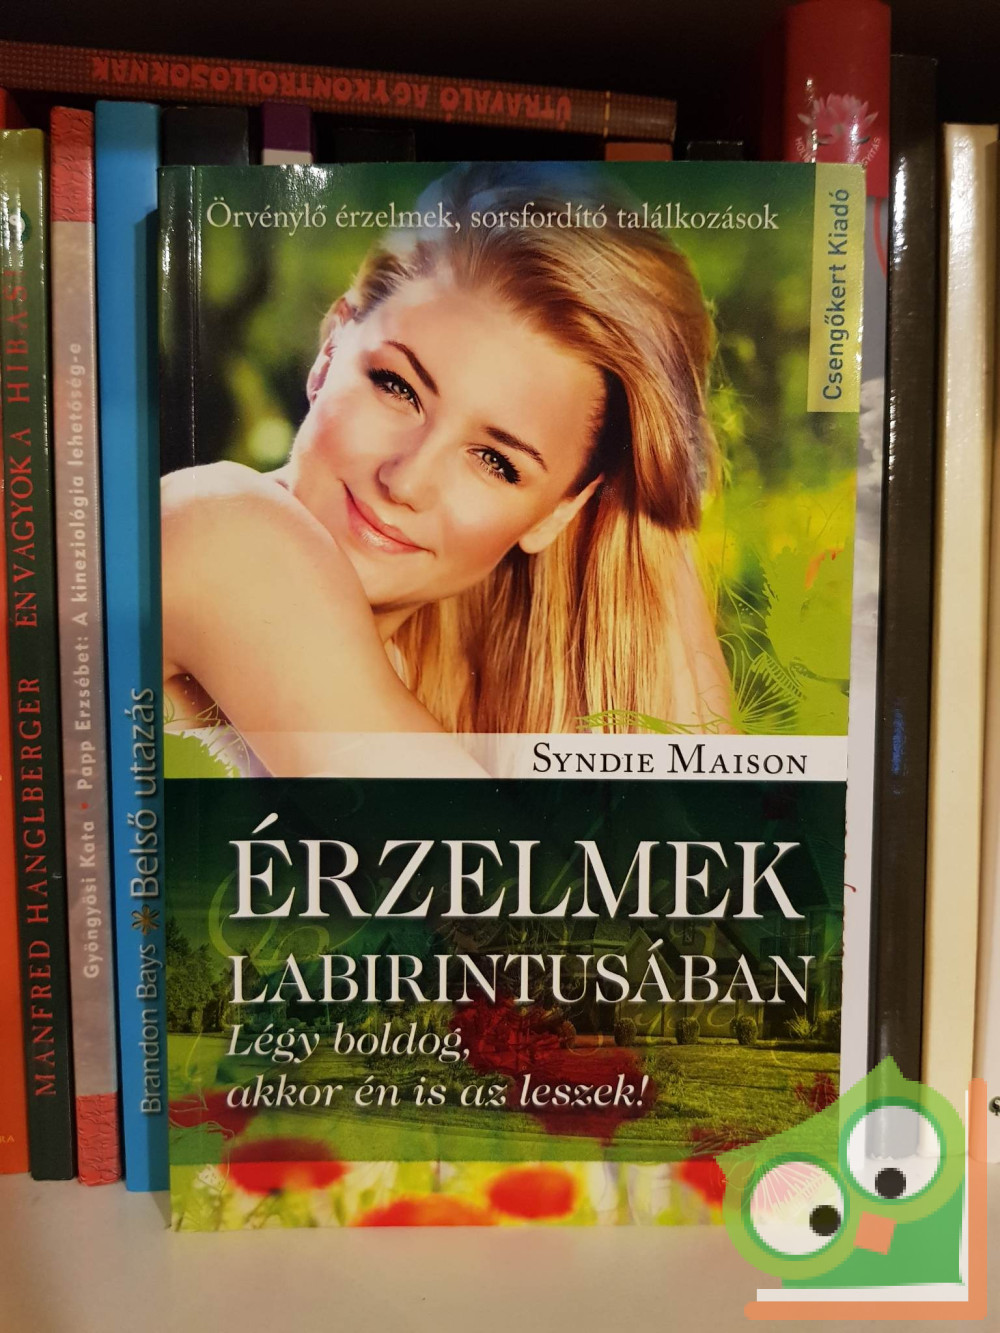 ÚTRAVALÓ AGYKONTROLLOSOKNAK
Örvénylő érzelmek, sorsfordító találkozások
Csengőkert Kiadó
SYNDIE MAISON
ÉRZELMEK
LABIRINTUSÁBAN
Légy boldog,
akkor én is az leszek!
MANFRED HANGLBERGER ÉN VAGYOK A HIBÁS?
Gyöngyösi Kata • Papp Erzsébet: A kineziológia lehetőség-e
Brandon Bays Belső utazás